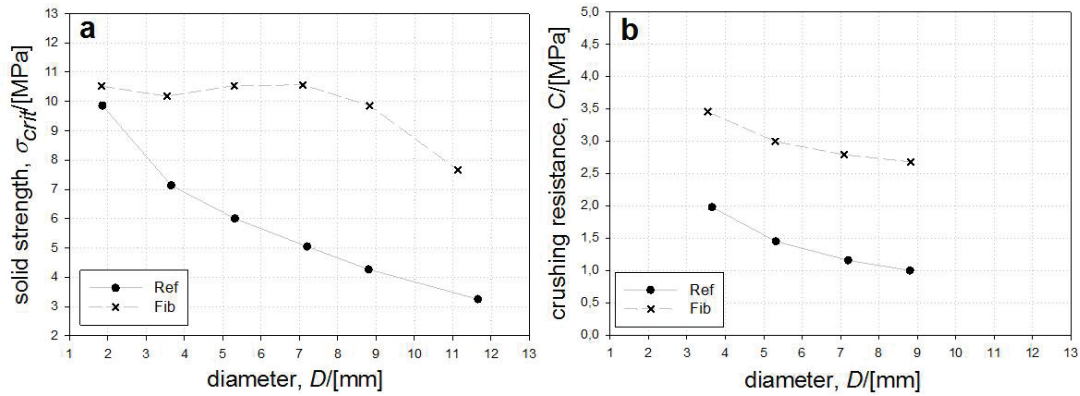 a
13
12
11
10
9
8
7
6
5
4
3
2
solid strength, σcrit/[MPa]
Ref
Fib
1 2 3 4 5 6 7 8 9 10 11 12 13
diameter, D/[mm]
b
5,0
4,5
4,0
3,5
3,0
2,5
2,0
1,5
1,0
0,5
0,0
crushing resistance, C/[MPa]
Ref
Fib
1 2 3 4 5 6 7 8 9 10 11 12 13
diameter, D/[mm]